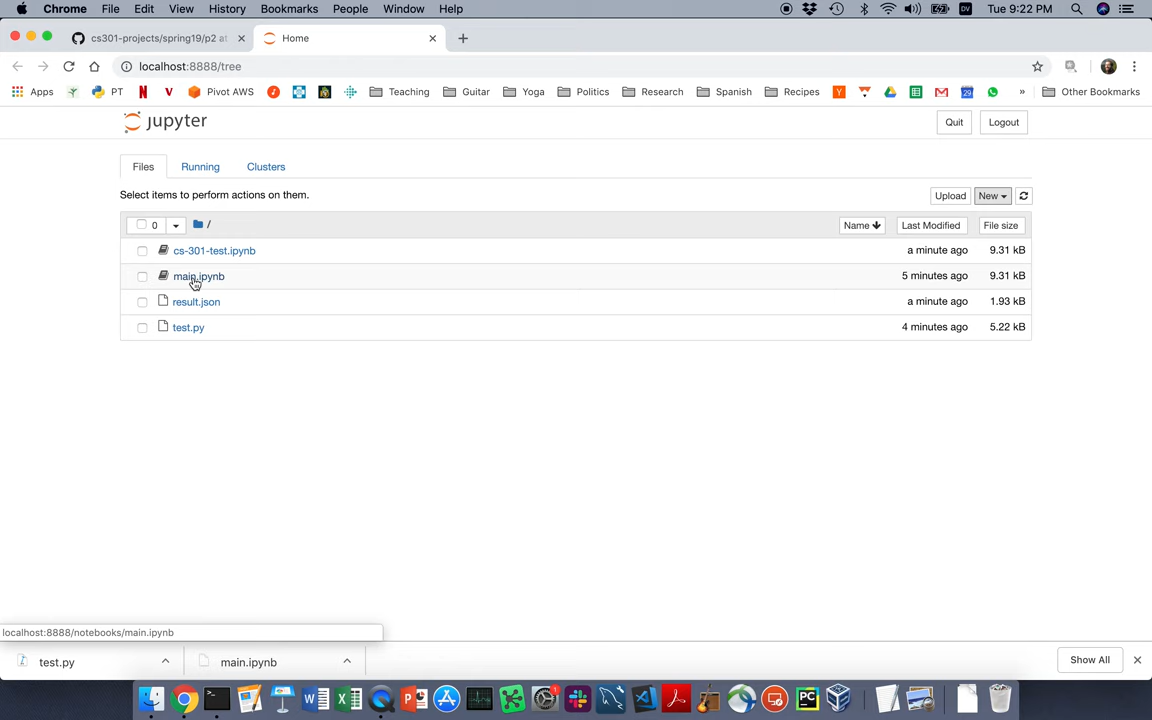 Chrome File Edit View History Bookmarks People Window Help DV Tue 9:22 PM
cs301-projects/spring19/p2 at Home
localhost:8888/tree
Apps PT Pivot AWS Teaching Guitar Yoga Politics Research Spanish Recipes Y 29 » Other Bookmarks
jupyter Quit Logout
Files Running Clusters
Select items to perform actions on them. Upload New
0 / Name Last Modified File size
cs-301-test.ipynb a minute ago 9.31 kB
main.ipynb 5 minutes ago 9.31 kB
result.json a minute ago 1.93 kB
test.py 4 minutes ago 5.22 kB
localhost:8888/notebooks/main.ipynb
test.py main.ipynb Show All